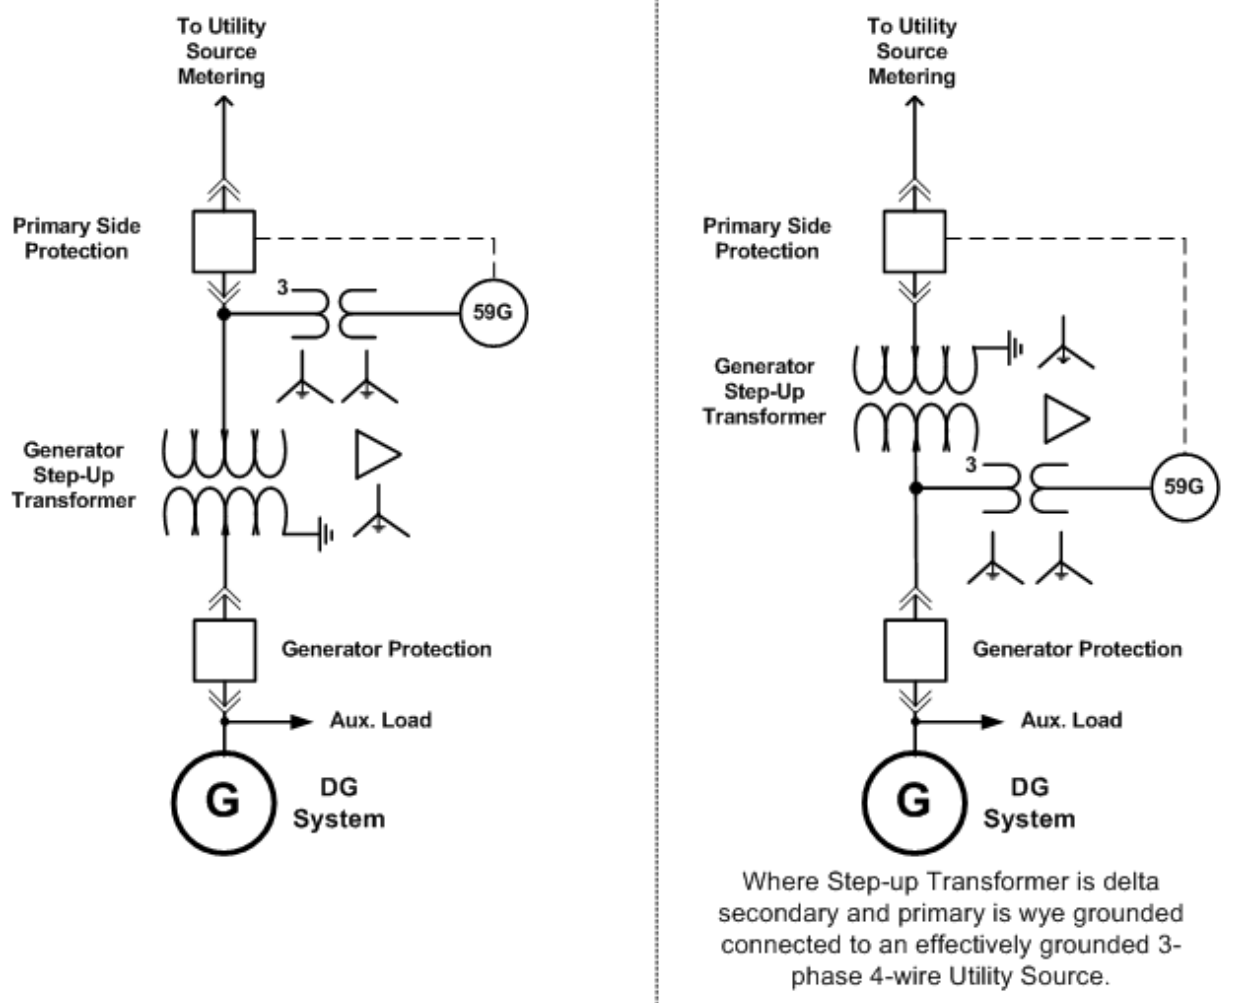 To Utility
Source
Metering
Primary Side
Protection
3
59G
Generator
Step-Up
Transformer
Generator Protection
Aux. Load
G
DG
System
To Utility
Source
Metering
Primary Side
Protection
Generator
Step-Up
Transformer
3
59G
Generator Protection
Aux. Load
G
DG
System
Where Step-up Transformer is delta
secondary and primary is wye grounded
connected to an effectively grounded 3-
phase 4-wire Utility Source.